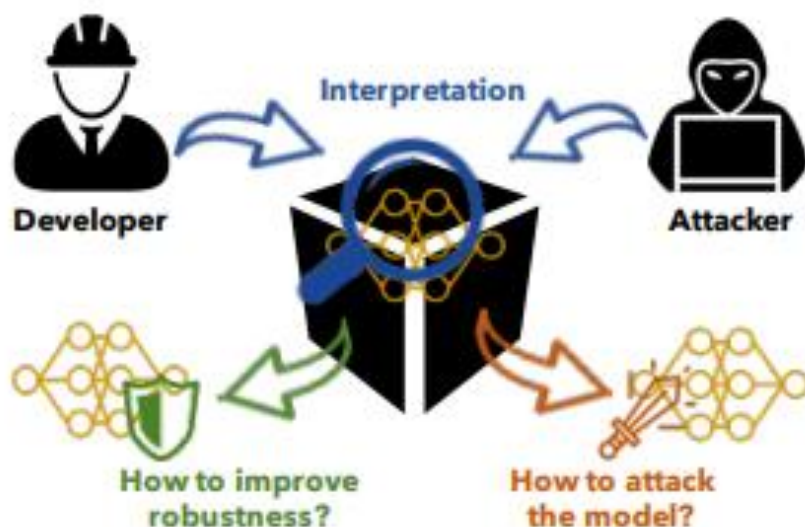 Interpretation
Developer
Attacker
How to improve
robustness?
How to attack
the model?